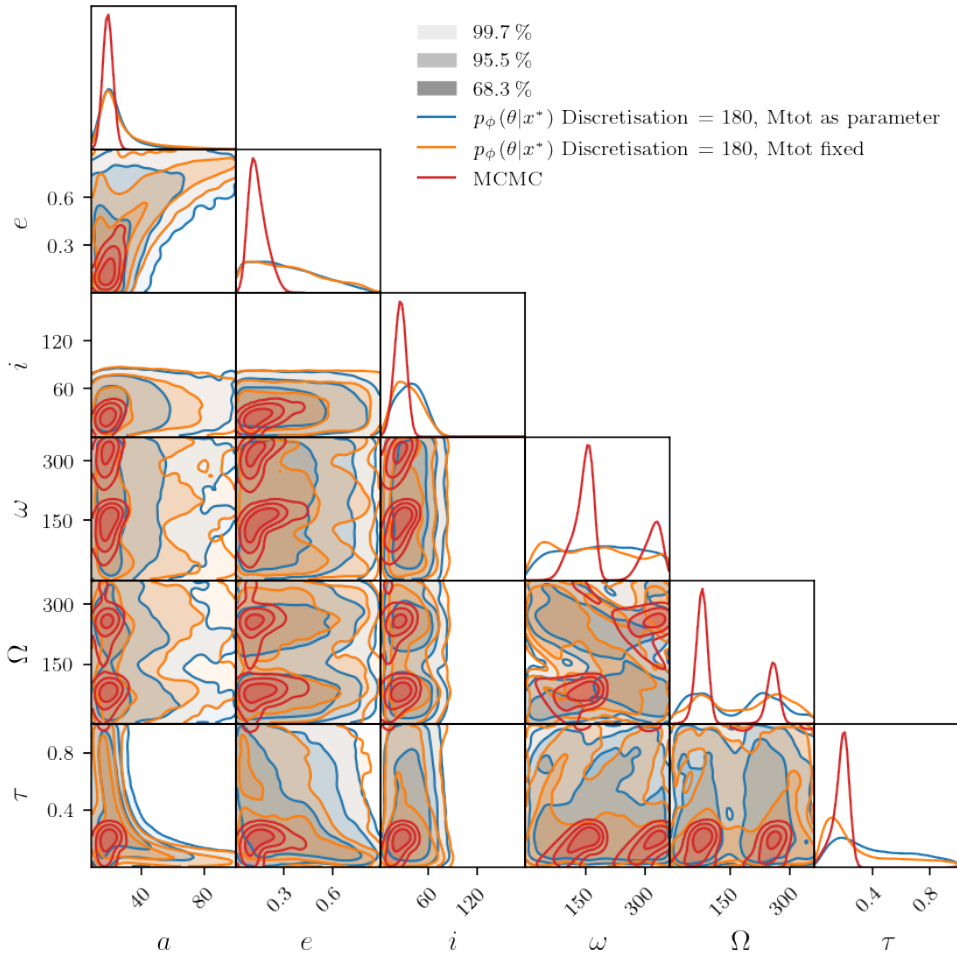 99.7 %
95.5 %
68.3 %
pϕ(θ|x*) Discretisation = 180, Mtot as parameter
pϕ(θ|x*) Discretisation = 180, Mtot fixed
MCMC
e
0.6
0.3
i
120
60
ω
300
150
Ω
300
150
τ
0.8
0.4
40 80 0.3 0.6 60 120 150 300 150 300 0.4 0.8
a e i ω Ω τ